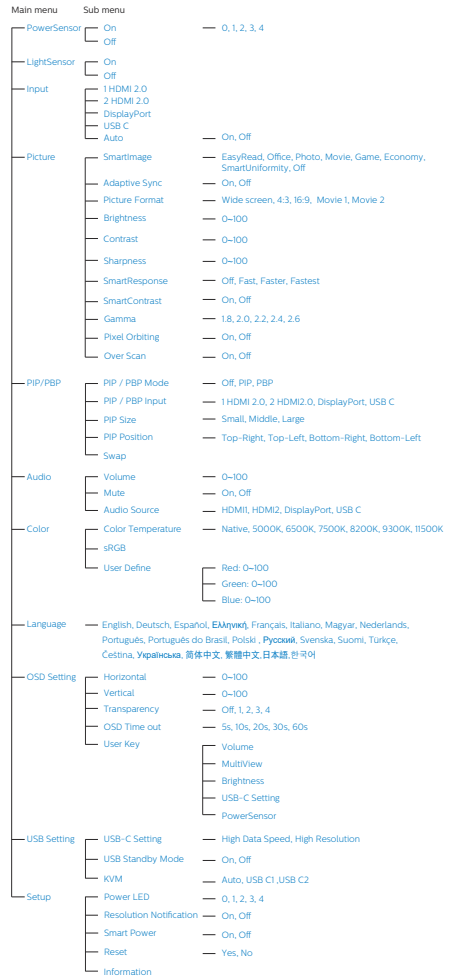 Main menu Sub menu
PowerSensor On 0, 1, 2, 3, 4
Off
LightSensor On
Off
Input 1 HDMI 2.0
2 HDMI 2.0
DisplayPort
USB C
Auto On, Off
Picture SmartImage EasyRead, Office, Photo, Movie, Game, Economy,
SmartUniformity, Off
Adaptive Sync On, Off
Picture Format Wide screen, 4:3, 16:9, Movie 1, Movie 2
Brightness 0-100
Contrast 0-100
Sharpness 0-100
SmartResponse Off, Fast, Faster, Fastest
SmartContrast On, Off
Gamma 1.8, 2.0, 2.2, 2.4, 2.6
Pixel Orbiting On, Off
Over Scan On, Off
PIP/PBP PIP / PBP Mode Off, PIP, PBP
PIP / PBP Input 1 HDMI 2.0, 2 HDMI2.0, DisplayPort, USB C
PIP Size Small, Middle, Large
PIP Position Top-Right, Top-Left, Bottom-Right, Bottom-Left
Swap
Audio Volume 0-100
Mute On, Off
Audio Source HDMI1, HDMI2, DisplayPort, USB C
Color Color Temperature Native, 5000K, 6500K, 7500K, 8200K, 9300K, 11500K
sRGB
User Define Red: 0-100
Green: 0-100
Blue: 0-100
Language English, Deutsch, Español, Ελληνική, Français, Italiano, Magyar, Nederlands,
Português, Português do Brasil, Polski , Русский, Svenska, Suomi, Türkçe,
Čeština, Українська, 简体中文, 繁體中文,日本語,한국어
OSD Setting Horizontal 0-100
Vertical 0-100
Transparency Off, 1, 2, 3, 4
OSD Time out 5s, 10s, 20s, 30s, 60s
User Key Volume
MultiView
Brightness
USB-C Setting
PowerSensor
USB Setting USB-C Setting High Data Speed, High Resolution
USB Standby Mode On, Off
KVM Auto, USB C1 ,USB C2
Setup Power LED 0, 1, 2, 3, 4
Resolution Notification On, Off
Smart Power On, Off
Reset Yes, No
Information